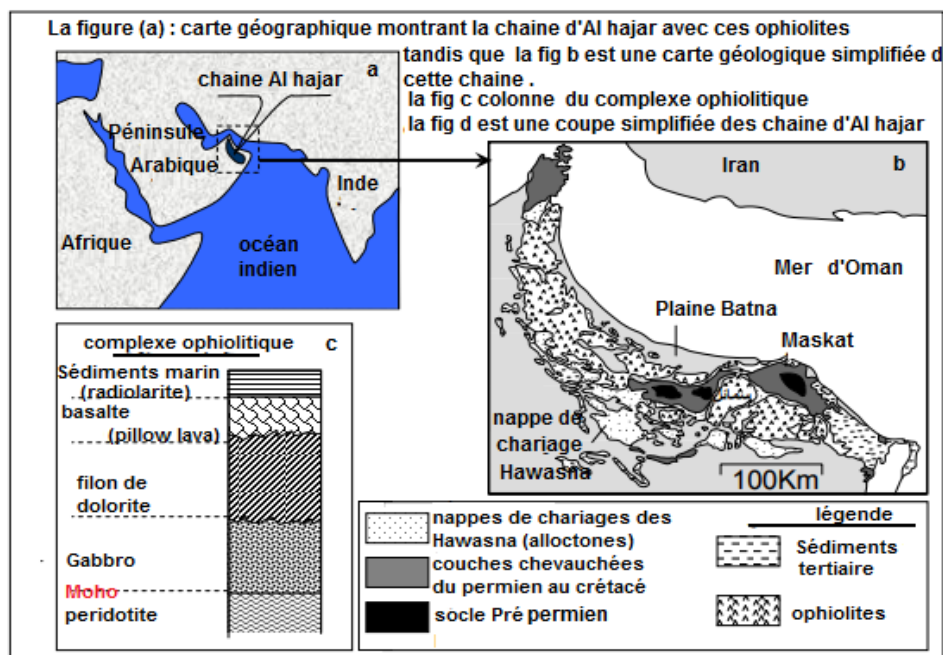 La figure (a) : carte géographique montrant la chaine d'Al hajar avec ces ophiolites
tandis que la fig b est une carte géologique simplifiée d
cette chaine .
la fig c colonne du complexe ophiolitique
la fig d est une coupe simplifiée des chaine d'Al hajar
a
chaine Al hajar
Péninsule
Arabique
Inde
Afrique
océan
indien
b
Iran
Mer d'Oman
Plaine Batna
Maskat
nappe de
chariage
Hawasna
100Km
complexe ophiolitique
c
Sédiments marin
(radiolarite)
basalte
(pillow lava)
filon de
dolorite
Gabbro
Moho
peridotite
légende
nappes de chariages des
Hawasna (alloctones)
couches chevauchées
du permien au crétacé
socle Pré permien
Sédiments
tertiaire
ophiolites